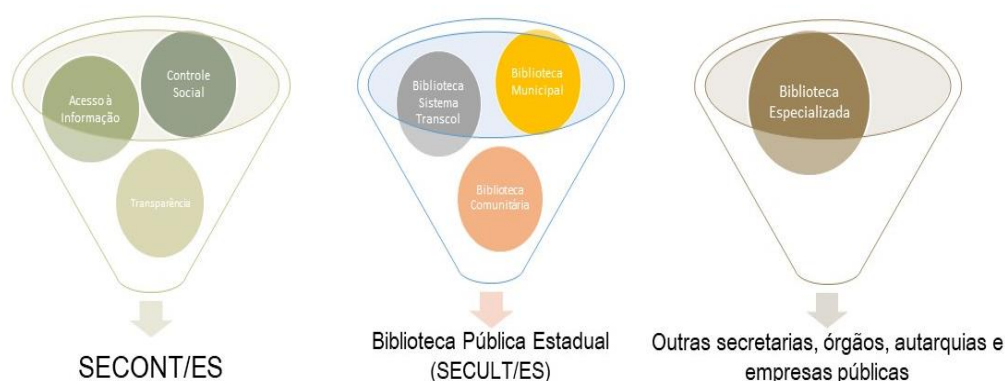 Controle
Social
Acesso à
Informação
Transparência
SECONT/ES
Biblioteca
Sistema
Transcol
Biblioteca
Municipal
Biblioteca
Comunitária
Biblioteca Pública Estadual
(SECULT/ES)
Biblioteca
Especializada
Outras secretarias, órgãos, autarquias e
empresas públicas